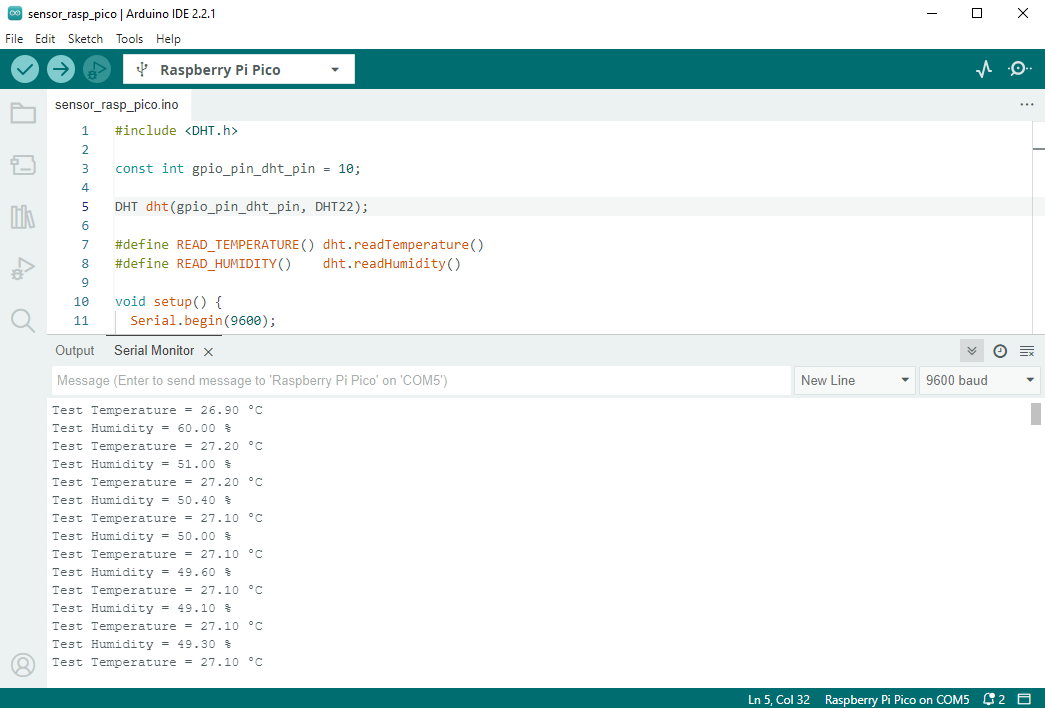 sensor_rasp_pico | Arduino IDE 2.2.1
File Edit Sketch Tools Help
Raspberry Pi Pico
sensor_rasp_pico.ino
1 #include <DHT.h>
2
3 const int gpio_pin_dht_pin = 10;
4
5 DHT dht(gpio_pin_dht_pin, DHT22);
6
7 #define READ_TEMPERATURE() dht.readTemperature()
8 #define READ_HUMIDITY()    dht.readHumidity()
9
10 void setup() {
11   Serial.begin(9600);
Output Serial Monitor
Message (Enter to send message to 'Raspberry Pi Pico' on 'COM5') New Line 9600 baud
Test Temperature = 26.90 °C
Test Humidity = 60.00 %
Test Temperature = 27.20 °C
Test Humidity = 51.00 %
Test Temperature = 27.20 °C
Test Humidity = 50.40 %
Test Temperature = 27.10 °C
Test Humidity = 50.00 %
Test Temperature = 27.10 °C
Test Humidity = 49.60 %
Test Temperature = 27.10 °C
Test Humidity = 49.10 %
Test Temperature = 27.10 °C
Test Humidity = 49.30 %
Test Temperature = 27.10 °C
Ln 5, Col 32 Raspberry Pi Pico on COM5 2